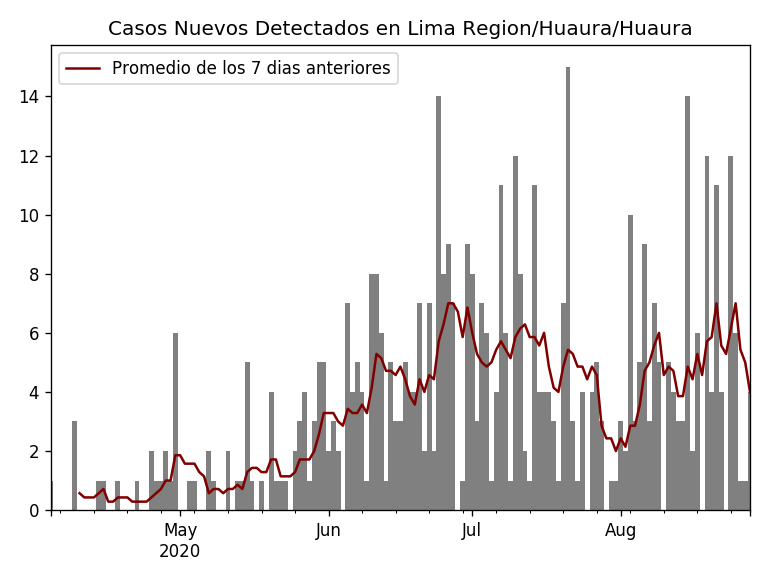 Casos Nuevos Detectados en Lima Region/Huaura/Huaura
Promedio de los 7 dias anteriores
14
12
10
8
6
4
2
0
May
2020
Jun
Jul
Aug